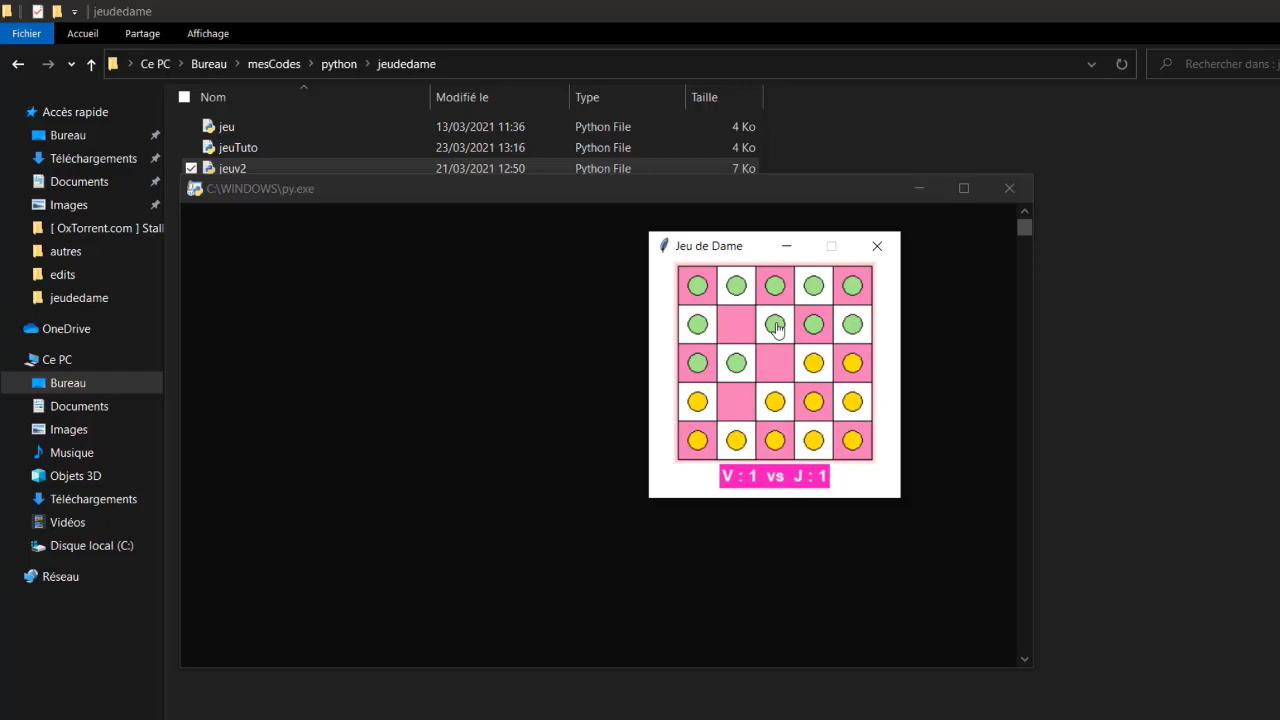 jeudedame
Fichier Accueil Partage Affichage
Ce PC > Bureau > mesCodes > python > jeudedame
Rechercher dans : j
Nom Modifié le Type Taille
jeu 13/03/2021 11:36 Python File 4 Ko
jeuTuto 23/03/2021 13:16 Python File 4 Ko
jeuv2 21/03/2021 12:50 Python File 7 Ko
Accès rapide
Bureau
Téléchargements
Documents
Images
[ OxTorrent.com ] Stall
autres
edits
jeudedame
OneDrive
Ce PC
Bureau
Documents
Images
Musique
Objets 3D
Téléchargements
Vidéos
Disque local (C:)
Réseau
C:\WINDOWS\py.exe
Jeu de Dame
V : 1 vs J : 1